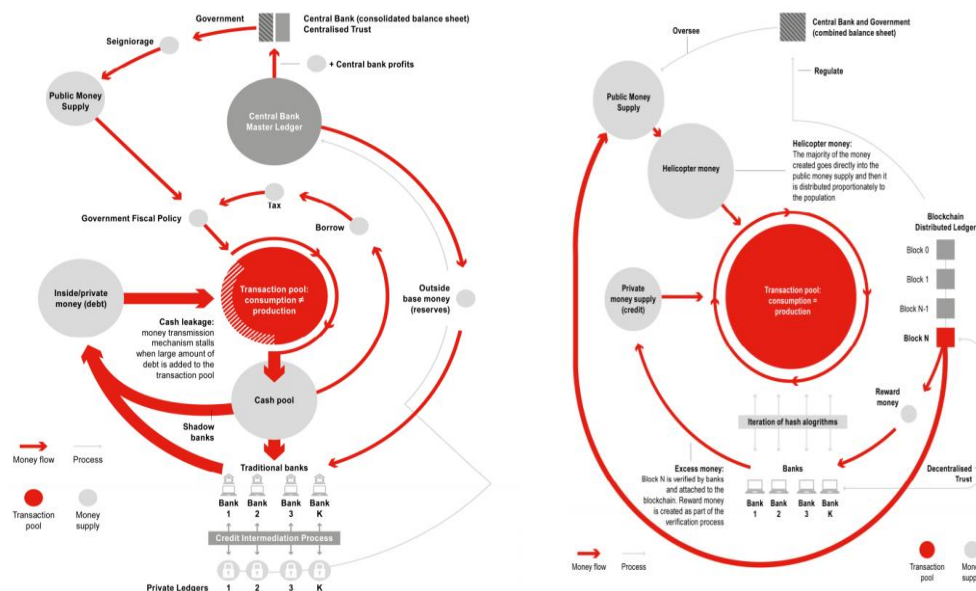 Government
Central Bank (consolidated balance sheet)
Centralised Trust
Seigniorage
+ Central bank profits
Public Money
Supply
Central Bank
Master Ledger
Tax
Government Fiscal Policy
Borrow
Inside/private
money (debt)
Transaction pool:
consumption ≠
production
Outside
base money
(reserves)
Cash leakage:
money transmission
mechanism stalls
when large amount of
debt is added to the
transaction pool
Cash pool
Shadow
banks
Money flow
Process
Traditional banks
Bank
1
Bank
2
Bank
3
Bank
K
Transaction
pool
Money
supply
Credit Intermediation Process
Private Ledgers
1
2
3
K
Central Bank and Government
(combined balance sheet)
Oversee
Regulate
Public Money
Supply
Helicopter money
Helicopter money:
The majority of the money
created goes directly into the
public money supply and then it
is distributed proportionately to
the population
Blockchain
Distributed Ledger
Block 0
Block 1
Block N-1
Block N
Private
money supply
(credit)
Transaction pool:
consumption =
production
Reward
money
Iteration of hash alogrithms
Excess money:
Block N is verified by banks
and attached to the
blockchain. Reward money
is created as part of the
verification process
Banks
Bank
1
Bank
2
Bank
3
Bank
K
Decentralised
Trust
Money flow
Process
Transaction
pool
Mone
supp